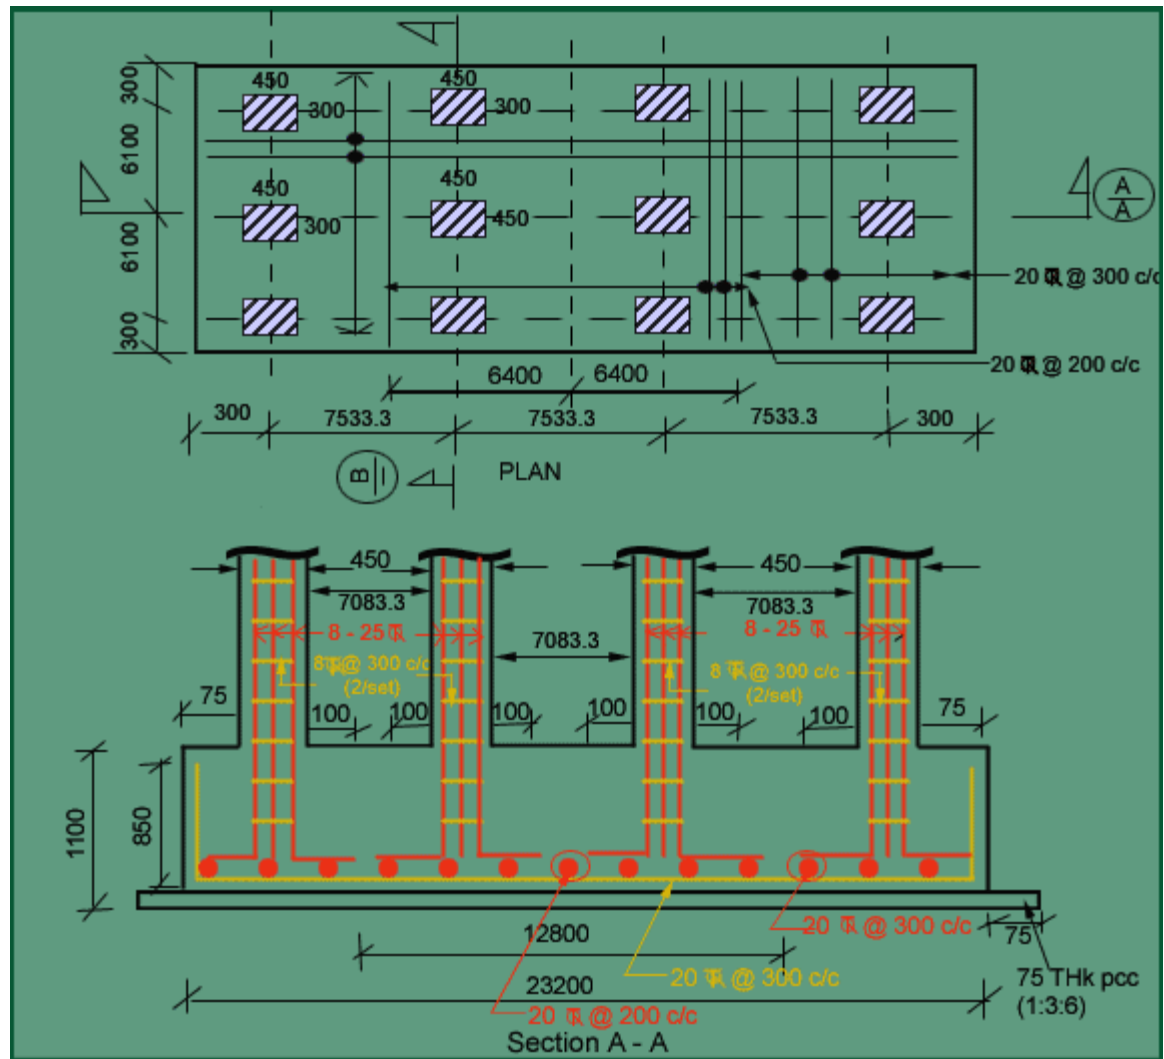 450
450
300
300
300
6100
450
450
300
450
A
A
6100
300
20 @ 300 c/c
20 @ 200 c/c
6400
6400
300
7533.3
7533.3
7533.3
300
B
PLAN
450
450
7083.3
7083.3
7083.3
8 - 25
8 - 25
8 @ 300 c/c
(2/set)
8 @ 300 c/c
(2/set)
75
100
100
100
100
100
100
75
1100
850
12800
20 @ 300 c/c
75
20 @ 300 c/c
23200
20 @ 200 c/c
75 THk pcc
(1:3:6)
Section A - A